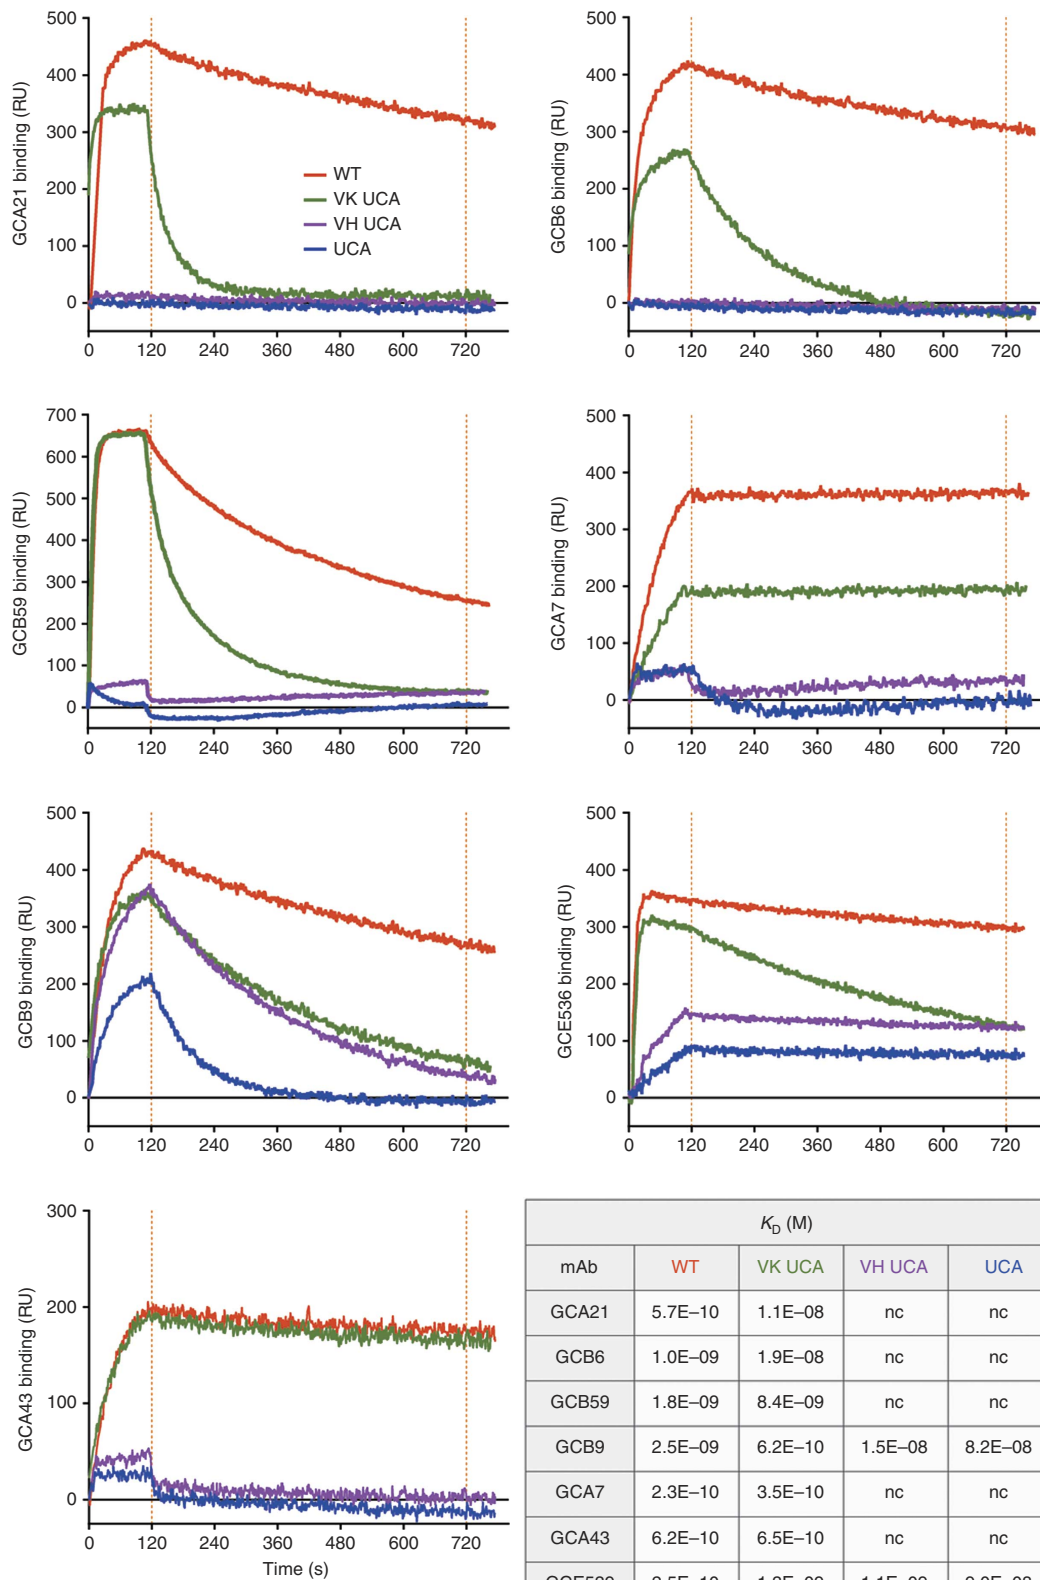 500
400
300
200
100
0
GCA21 binding (RU)
WT
VK UCA
VH UCA
UCA
0 120 240 360 480 600 720
500
400
300
200
100
0
GCB6 binding (RU)
0 120 240 360 480 600 720
700
600
500
400
300
200
100
0
GCB59 binding (RU)
0 120 240 360 480 600 720
500
400
300
200
100
0
GCA7 binding (RU)
0 120 240 360 480 600 720
500
400
300
200
100
0
GCB9 binding (RU)
0 120 240 360 480 600 720
500
400
300
200
100
0
GCE536 binding (RU)
0 120 240 360 480 600 720
300
200
100
0
GCA43 binding (RU)
0 120 240 360 480 600 720
Time (s)
KD (M)
mAb WT VK UCA VH UCA UCA
GCA21 5.7E–10 1.1E–08 nc nc
GCB6 1.0E–09 1.9E–08 nc nc
GCB59 1.8E–09 8.4E–09 nc nc
GCB9 2.5E–09 6.2E–10 1.5E–08 8.2E–08
GCA7 2.3E–10 3.5E–10 nc nc
GCA43 6.2E–10 6.5E–10 nc nc